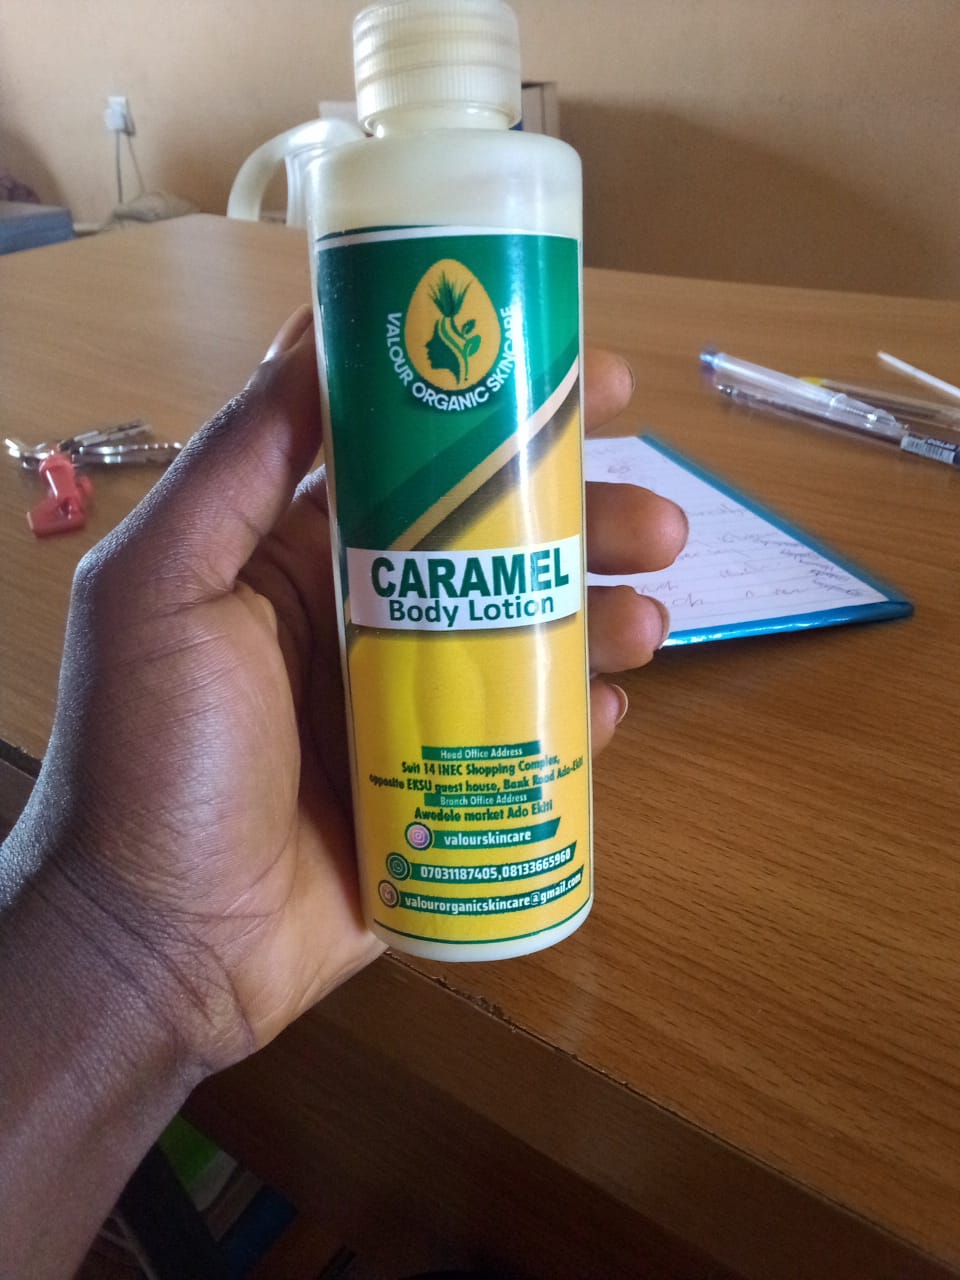 VALOUR ORGANIC SKINCARE
CARAMEL
Body Lotion
Head Office Address
Suit 14 INEC Shopping Complex,
opposite EKSU guest house, Bank Road Ado-Ekiti
Branch Office Address
Awedele market Ado Ekiti
valourskincare
07031187405,08133665960
valourorganicskincare@gmail.com